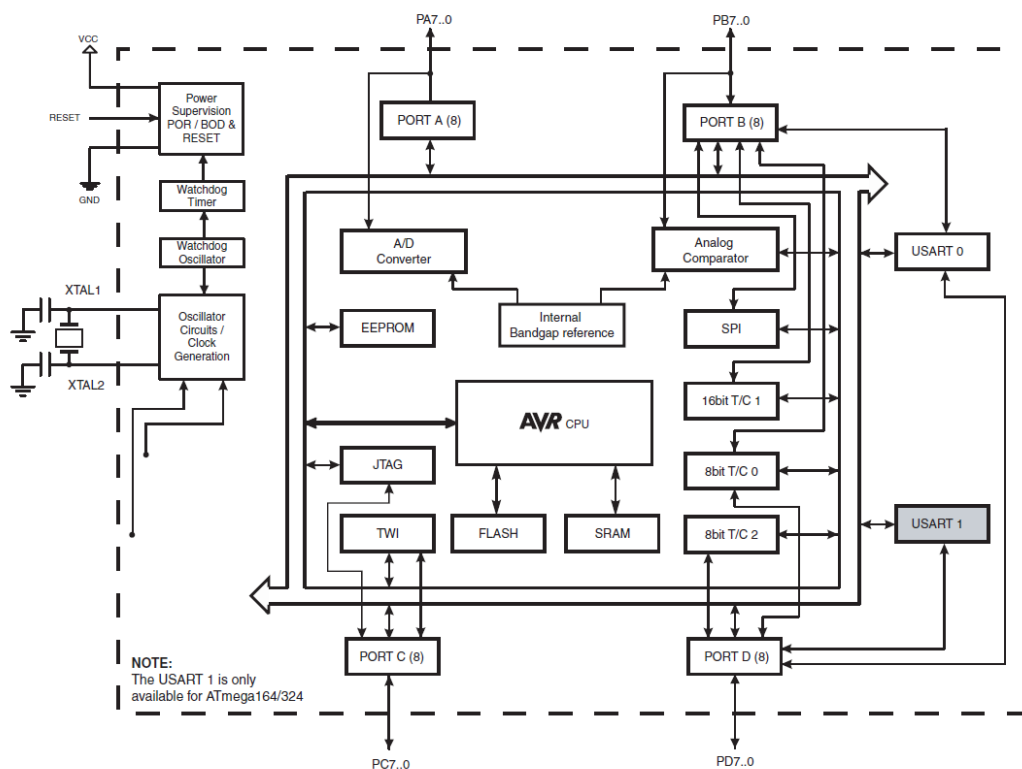 PA7..0
PB7..0
VCC
RESET
GND
Power
Supervision
POR / BOD &
RESET
PORT A (8)
PORT B (8)
Watchdog
Timer
Watchdog
Oscillator
A/D
Converter
Analog
Comparator
USART 0
XTAL1
XTAL2
Oscillator
Circuits /
Clock
Generation
EEPROM
Internal
Bandgap reference
SPI
AVR CPU
16bit T/C 1
JTAG
8bit T/C 0
TWI
FLASH
SRAM
8bit T/C 2
USART 1
PORT C (8)
PORT D (8)
NOTE:
The USART 1 is only
available for ATmega164/324
PC7..0
PD7..0